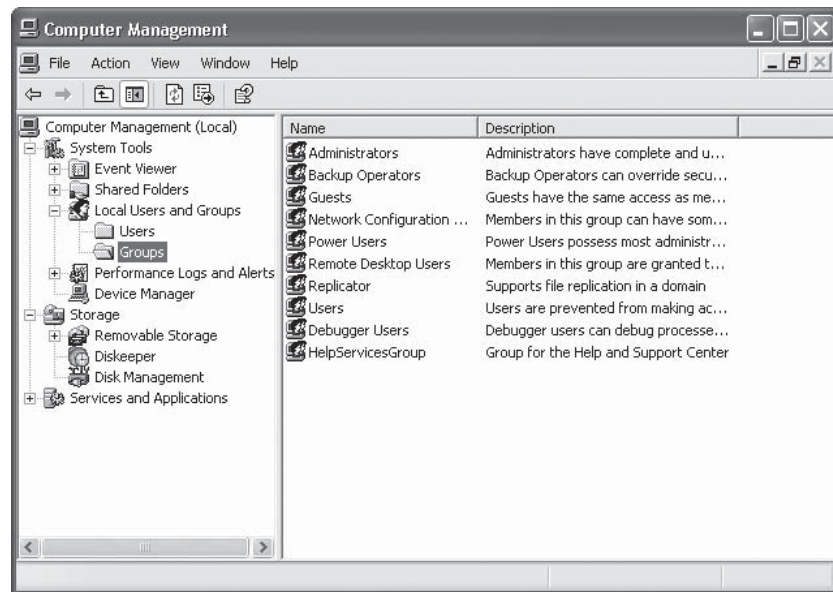 Computer Management
File Action View Window Help
Computer Management (Local)
System Tools
Event Viewer
Shared Folders
Local Users and Groups
Users
Groups
Performance Logs and Alerts
Device Manager
Storage
Removable Storage
Diskeeper
Disk Management
Services and Applications
Name Description
Administrators Administrators have complete and u...
Backup Operators Backup Operators can override secu...
Guests Guests have the same access as me...
Network Configuration ... Members in this group can have som...
Power Users Power Users possess most administr...
Remote Desktop Users Members in this group are granted t...
Replicator Supports file replication in a domain
Users Users are prevented from making ac...
Debugger Users Debugger users can debug processe...
HelpServicesGroup Group for the Help and Support Center